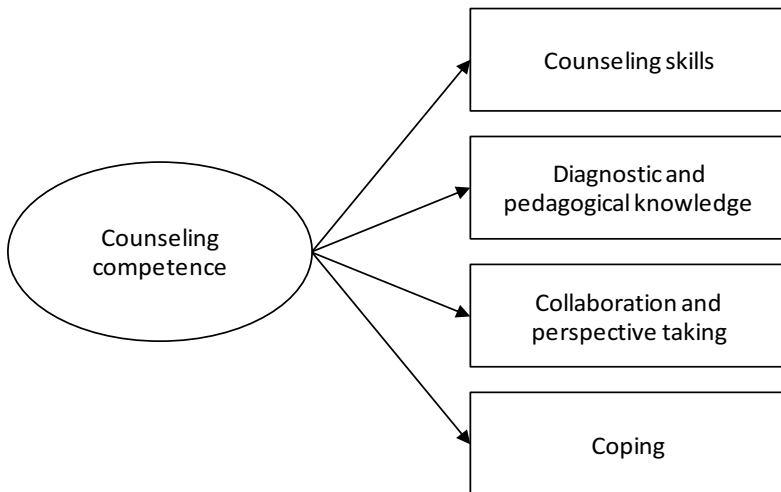 Counseling skills
Diagnostic and
pedagogical knowledge
Counseling
competence
Collaboration and
perspective taking
Coping